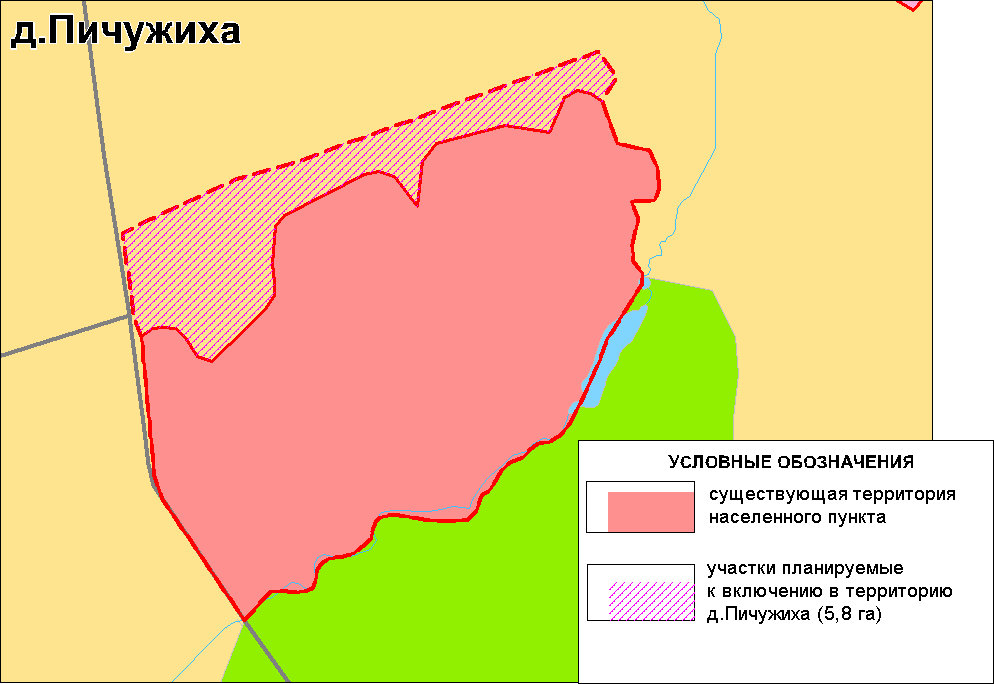 д.Пичужиха
УСЛОВНЫЕ ОБОЗНАЧЕНИЯ
существующая территория
населенного пункта
участки планируемые
к включению в территорию
д.Пичужиха (5,8 га)